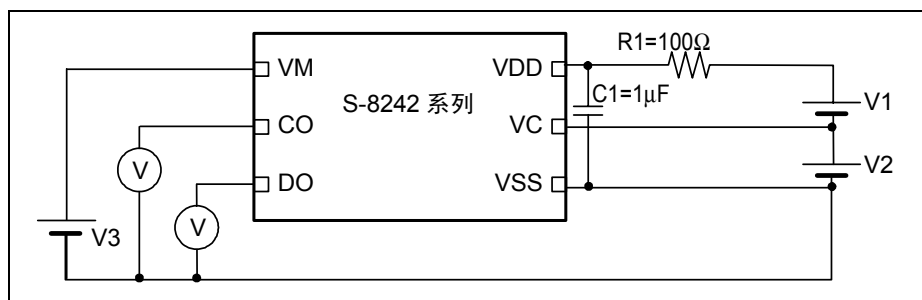 R1=100Ω
VM
VDD
S-8242 系列
C1=1μF
V1
CO
VC
V
V2
DO
VSS
V
V3